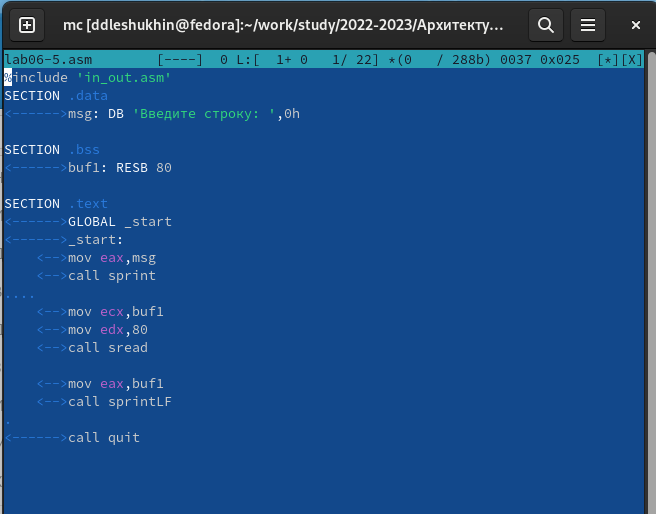 mc [ddleshukhin@fedora]:~/work/study/2022-2023/Архитекту...
lab06-5.asm [----] 0 L:[ 1+ 0 1/ 22] *(0 / 288b) 0037 0x025 [*][X]
%include 'in_out.asm'
SECTION .data
<------>msg: DB 'Введите строку: ',0h
SECTION .bss
<------>buf1: RESB 80
SECTION .text
<------>GLOBAL _start
<------>_start:
<-->mov eax,msg
<-->call sprint
....
<-->mov ecx,buf1
<-->mov edx,80
<-->call sread
<-->mov eax,buf1
<-->call sprintLF
.
<------>call quit